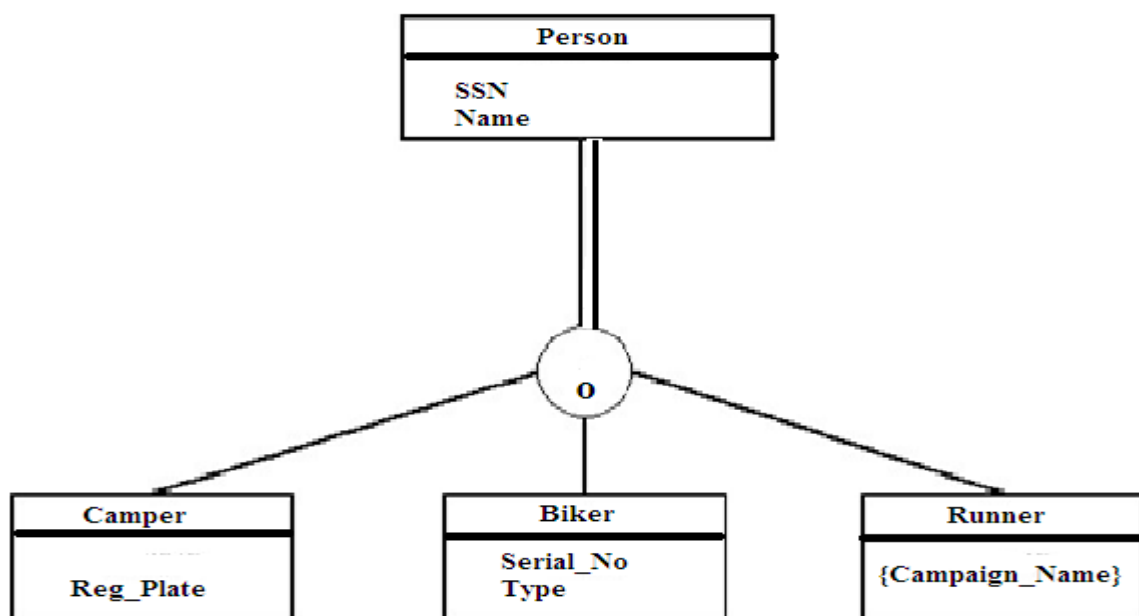 Person
SSN
Name
o
Camper
Reg_Plate
Biker
Serial_No
Type
Runner
{Campaign_Name}